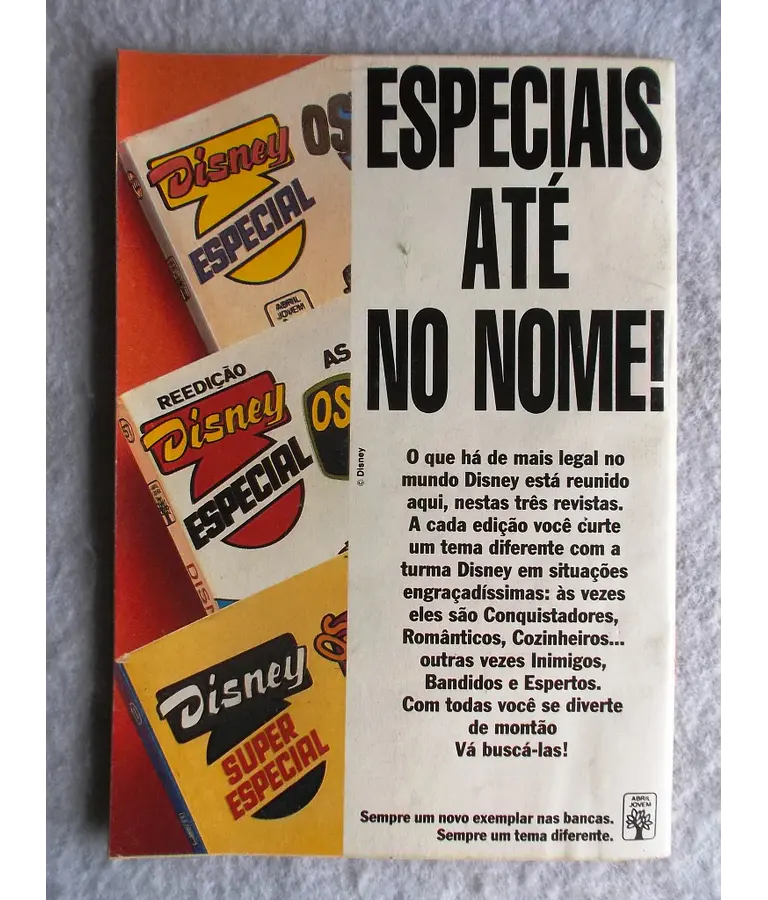 Disney
ESPECIAL
OS
ABRIL
JOVEM
REEDIÇÃO
AS
Disney
OS
ESPECIAL
DISN
Disney
SUPER
ESPECIAL
ESPECIAIS
ATÉ
NO NOME!
© Disney
O que há de mais legal no
mundo Disney está reunido
aqui, nestas três revistas.
A cada edição você curte
um tema diferente com a
turma Disney em situações
engraçadíssimas: às vezes
eles são Conquistadores,
Românticos, Cozinheiros...
outras vezes Inimigos,
Bandidos e Espertos.
Com todas você se diverte
de montão
Vá buscá-las!
Sempre um novo exemplar nas bancas.
Sempre um tema diferente.
ABRIL
JOVEM